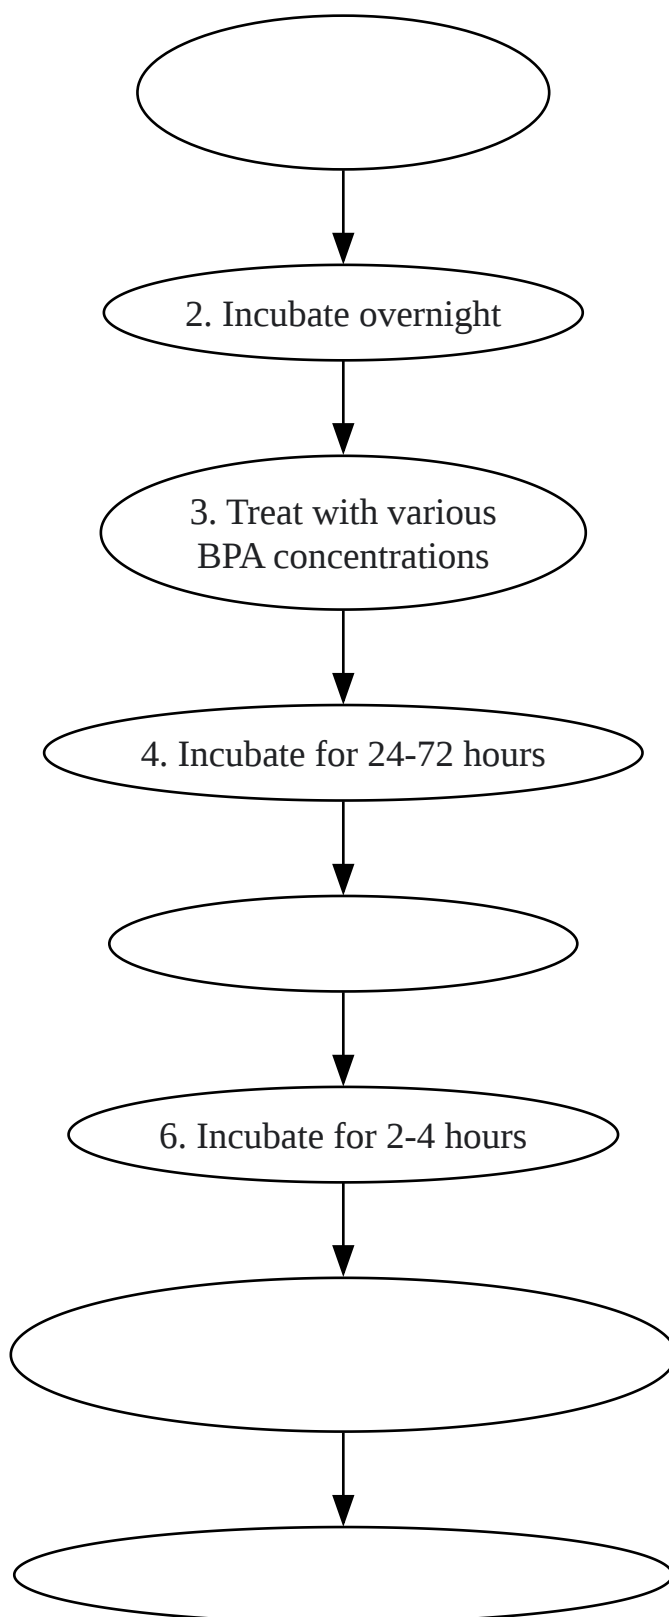 2. Incubate overnight
3. Treat with various
BPA concentrations
4. Incubate for 24-72 hours
6. Incubate for 2-4 hours